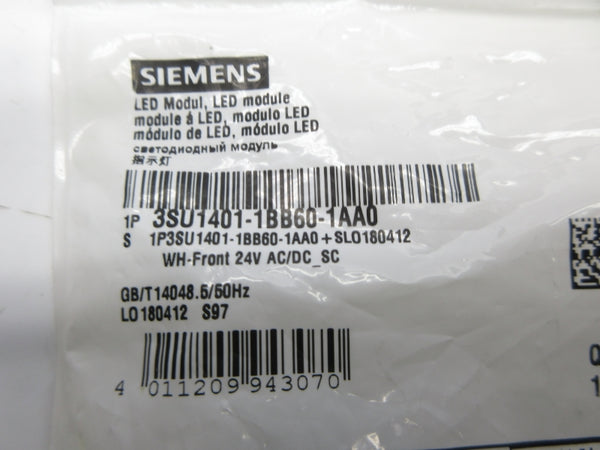 SIEMENS
LED Modul, LED module
module à LED, modulo LED
módulo de LED, módulo LED
светодиодный модуль
指示灯
1P 3SU1401-1BB60-1AA0
S 1P3SU1401-1BB60-1AA0+SL0180412
WH-Front 24V AC/DC_SC
GB/T14048.5/50Hz
L0180412 S97
4 011209 943070
Q
1